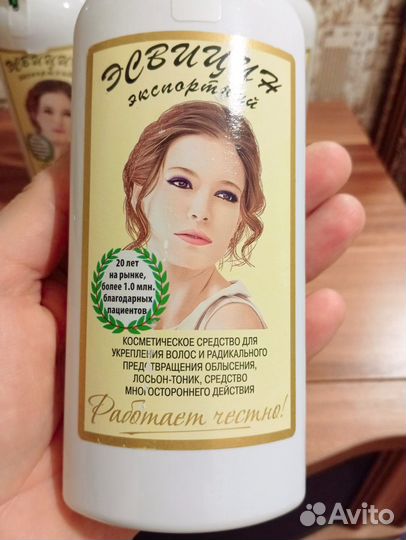 ЭСВИЦИН
экспортный
20 лет
на рынке,
более 1.0 млн.
благодарных
пациентов
КОСМЕТИЧЕСКОЕ СРЕДСТВО ДЛЯ
УКРЕПЛЕНИЯ ВОЛОС И РАДИКАЛЬНОГО
ПРЕДОТВРАЩЕНИЯ ОБЛЫСЕНИЯ,
ЛОСЬОН-ТОНИК, СРЕДСТВО
МНОГОСТОРОННЕГО ДЕЙСТВИЯ
Работает честно!
ЭСВИЦИН
Avito